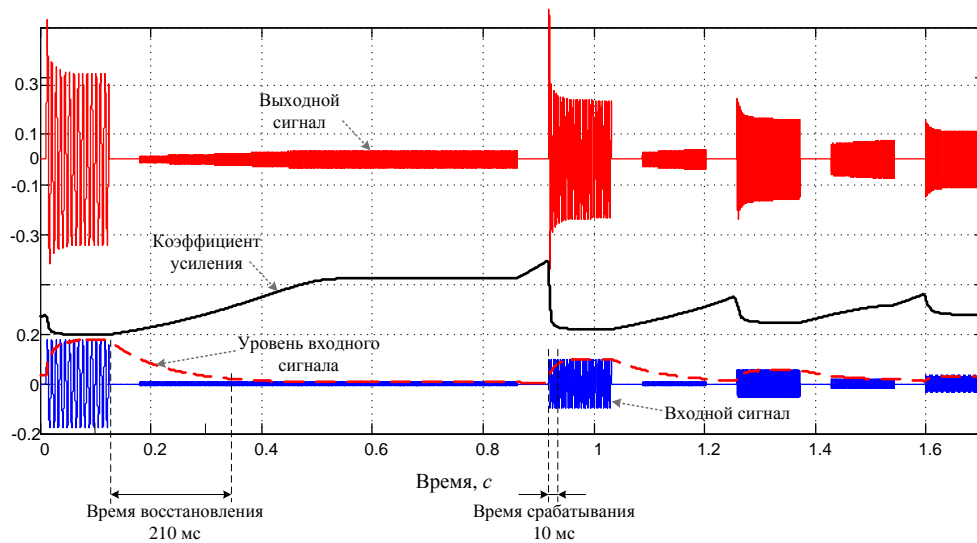 0.3
0.1
0
-0.1
-0.3
Выходной
сигнал
Коэффициент
усиления
0.2
0
-0.2
Уровень входного
сигнала
Входной сигнал
0 0.2 0.4 0.6 0.8 1 1.2 1.4 1.6
Время, с
Время восстановления
210 мс
Время срабатывания
10 мс